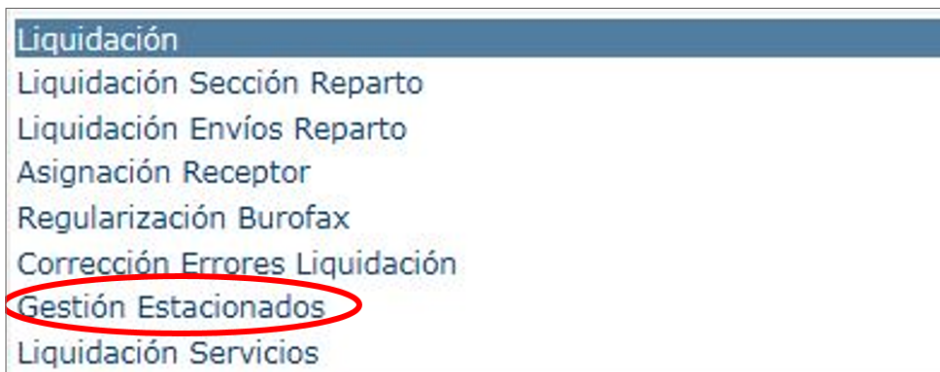 Liquidación
Liquidación Sección Reparto
Liquidación Envíos Reparto
Asignación Receptor
Regularización Burofax
Corrección Errores Liquidación
Gestión Estacionados
Liquidación Servicios